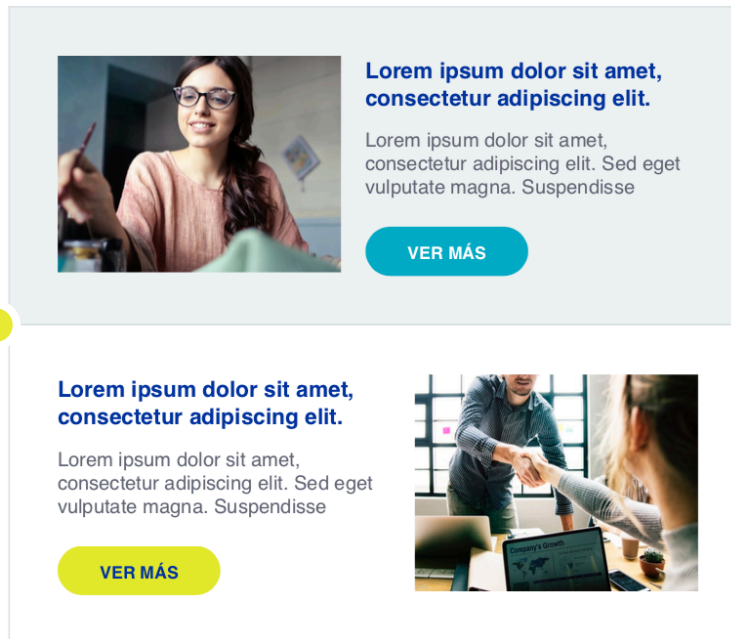 Lorem ipsum dolor sit amet,
consectetur adipiscing elit.
Lorem ipsum dolor sit amet,
consectetur adipiscing elit. Sed eget
vulputate magna. Suspendisse
VER MÁS
Lorem ipsum dolor sit amet,
consectetur adipiscing elit.
Lorem ipsum dolor sit amet,
consectetur adipiscing elit. Sed eget
vulputate magna. Suspendisse
VER MÁS
Company's Growth